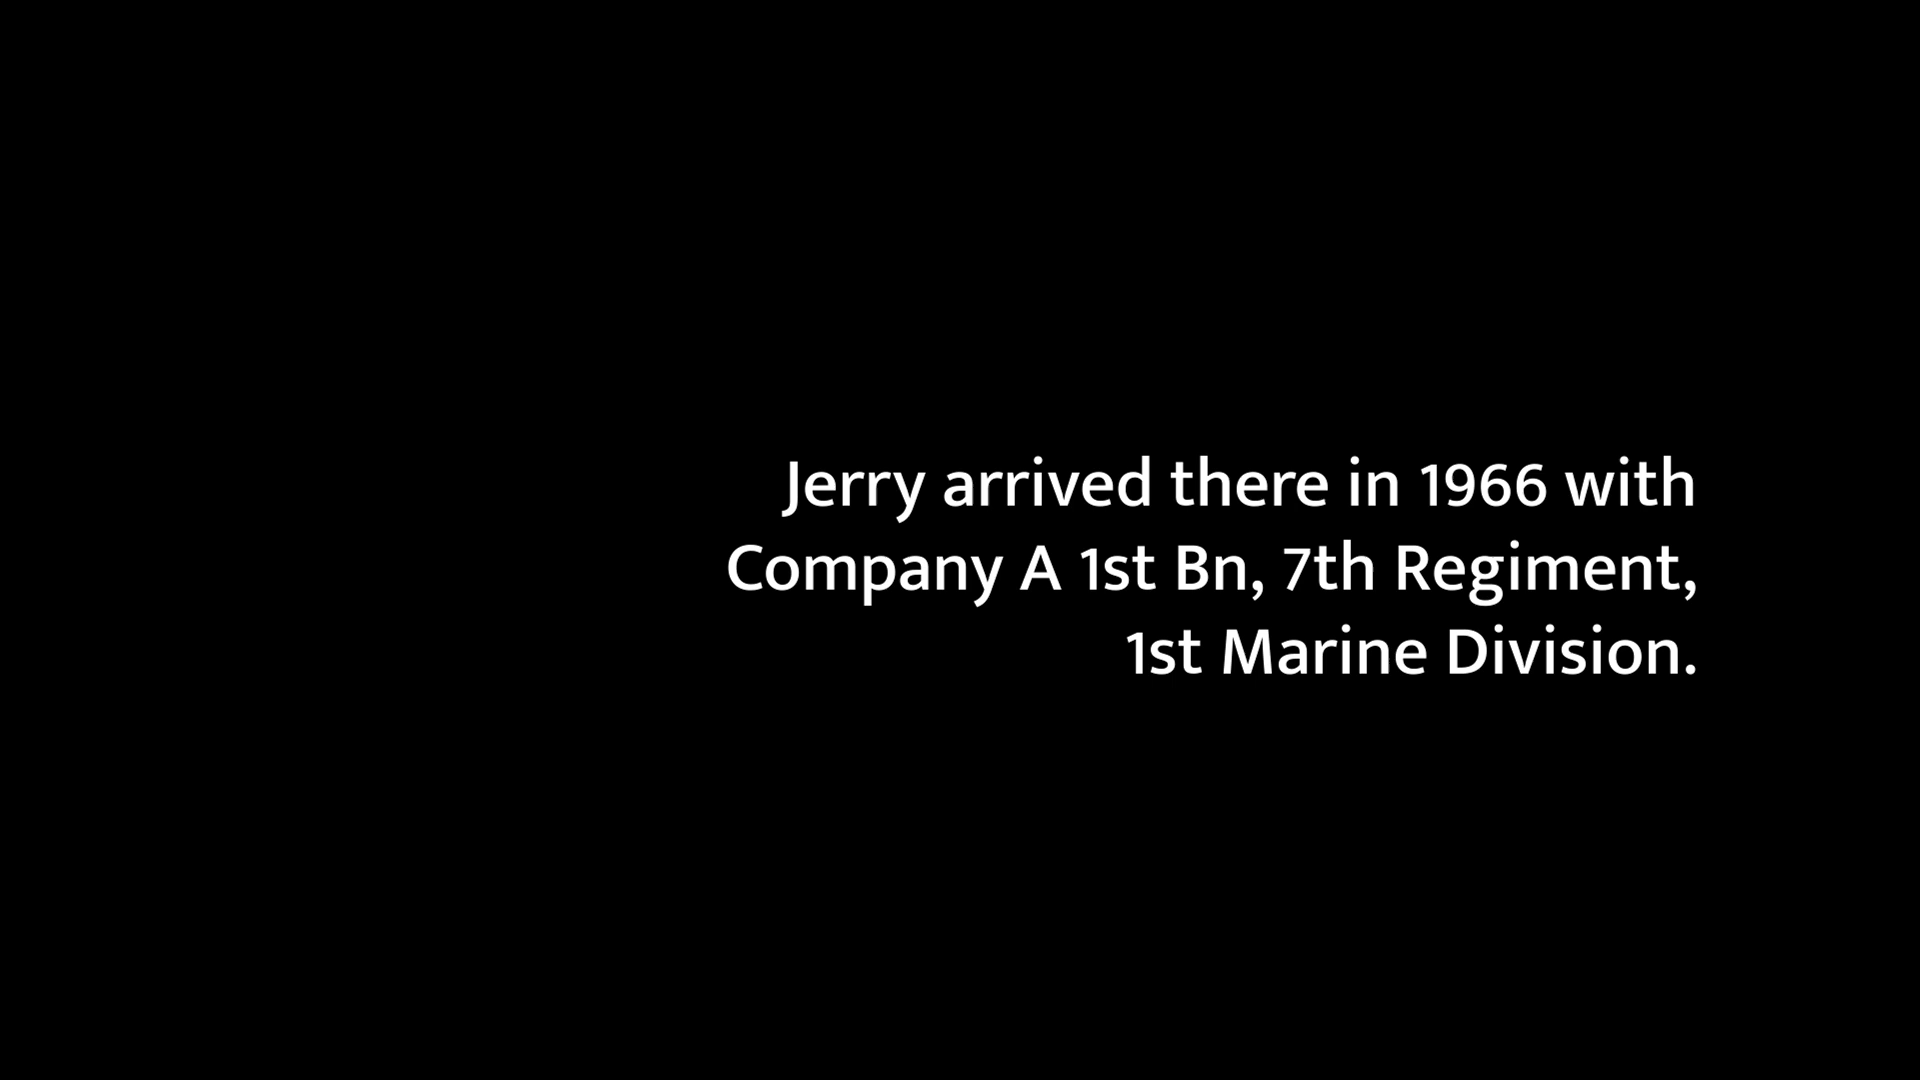 Jerry arrived there in 1966 with
Company A 1st Bn, 7th Regiment,
1st Marine Division.